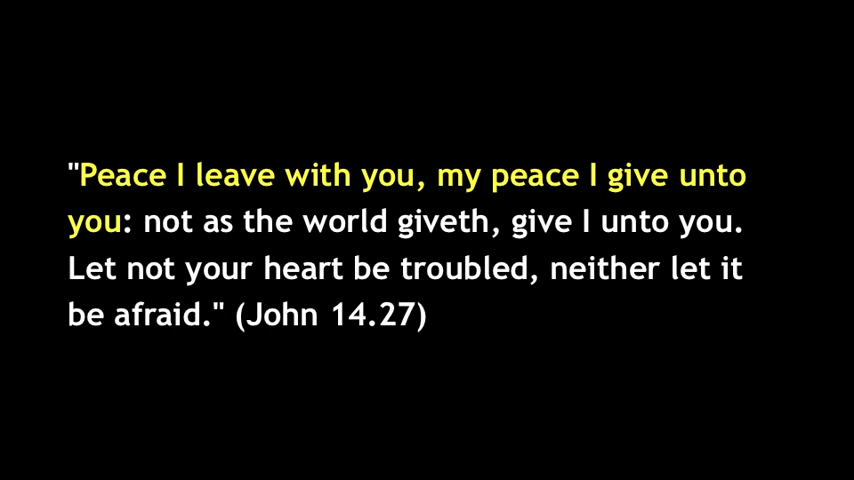 "Peace I leave with you, my peace I give unto
you: not as the world giveth, give I unto you.
Let not your heart be troubled, neither let it
be afraid." (John 14.27)